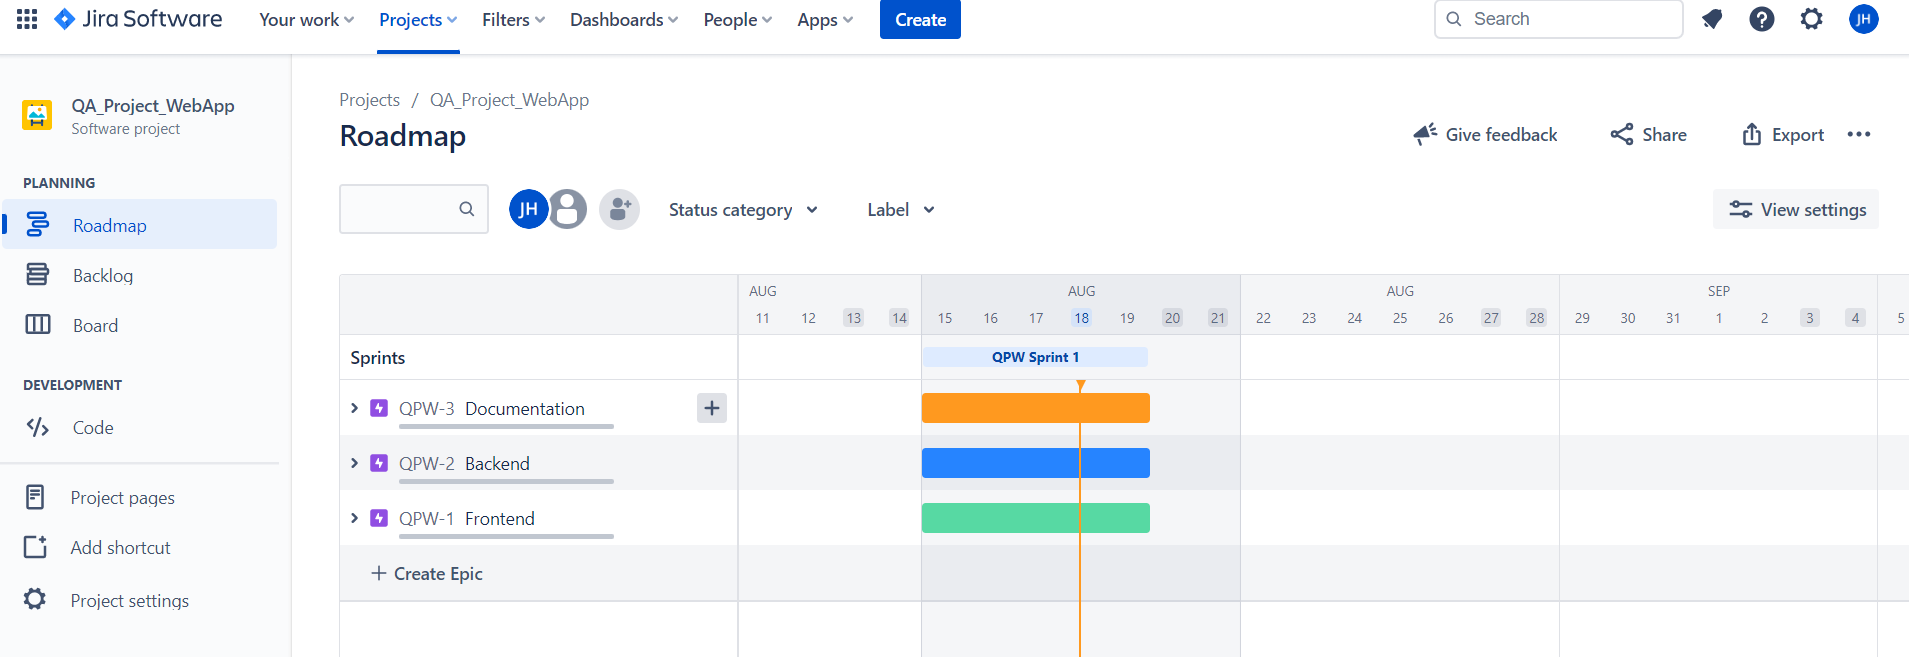 Jira Software Your work Projects Filters Dashboards People Apps Create Search JH
QA_Project_WebApp
Software project
PLANNING
Roadmap
Backlog
Board
DEVELOPMENT
Code
Project pages
Add shortcut
Project settings
Projects / QA_Project_WebApp
Roadmap
Give feedback Share Export
JH Status category Label View settings
AUG AUG AUG SEP
11 12 13 14 15 16 17 18 19 20 21 22 23 24 25 26 27 28 29 30 31 1 2 3 4 5
Sprints QPW Sprint 1
QPW-3 Documentation
QPW-2 Backend
QPW-1 Frontend
+ Create Epic